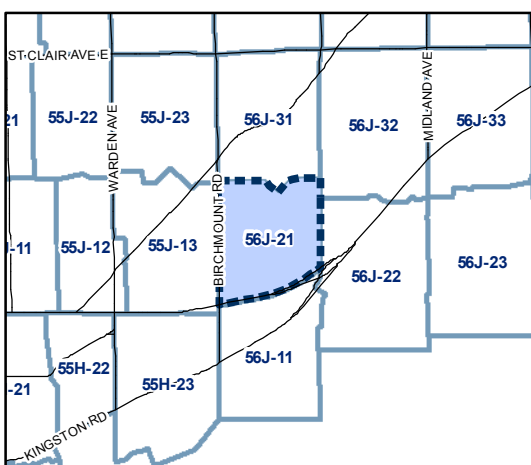 ST CLAIR AVE E
21
55J-22
55J-23
56J-31
56J-32
56J-33
WARDEN AVE
MIDLAND AVE
BIRCHMOUNT RD
-11
55J-12
55J-13
56J-21
56J-22
56J-23
56J-11
55H-22
55H-23
-21
KINGSTON RD